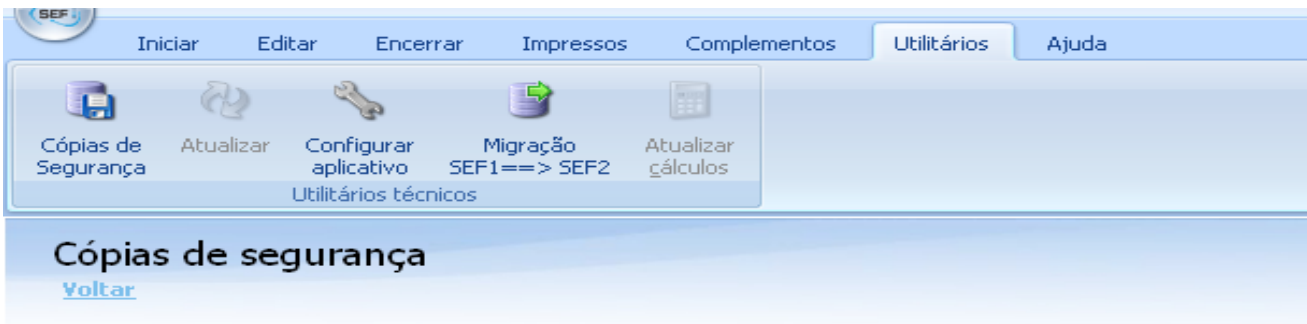 SEF
Iniciar Editar Encerrar Impressos Complementos Utilitários Ajuda
Cópias de Atualizar Configurar Migração Atualizar
Segurança aplicativo SEF1==> SEF2 cálculos
Utilitários técnicos
Cópias de segurança
Voltar